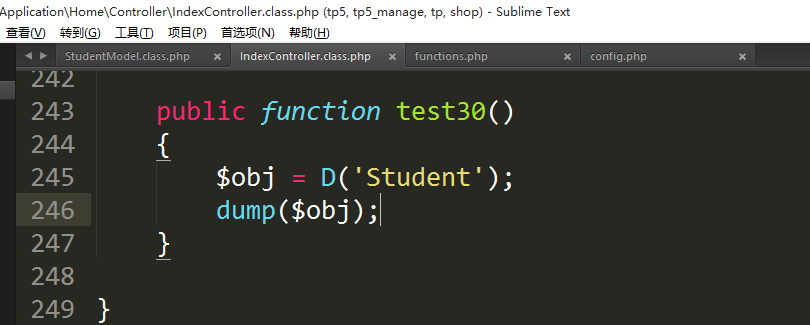 Application\Home\Controller\IndexController.class.php (tp5, tp5_manage, tp, shop) - Sublime Text
查看(V) 转到(G) 工具(T) 项目(P) 首选项(N) 帮助(H)
StudentModel.class.php × IndexController.class.php × functions.php × config.php ×
242
243 public function test30()
244 {
245 $obj = D('Student');
246 dump($obj);
247 }
248
249 }